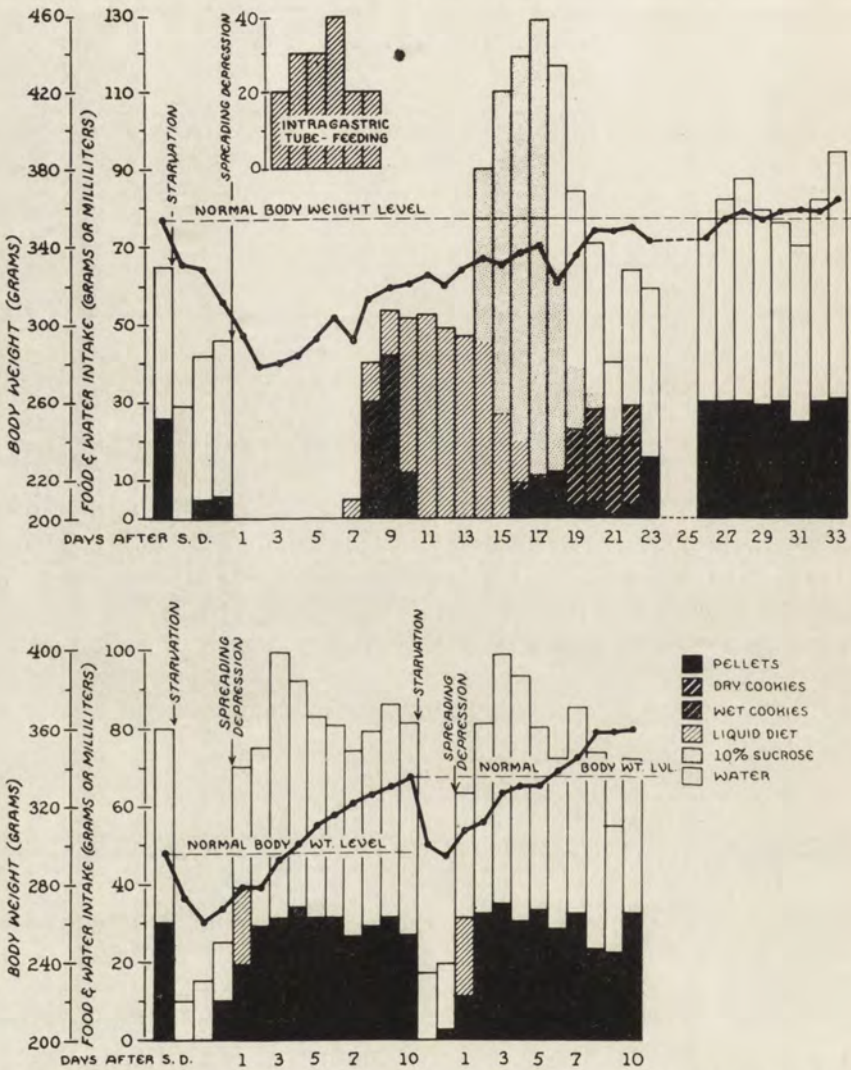 460
440
420
400
380
360
340
320
300
280
260
240
220
200
BODY WEIGHT (GRAMS)
130
110
90
70
50
30
10
0
FOOD & WATER INTAKE (GRAMS OR MILLILITERS)
STARVATION
SPREADING DEPRESSION
40
20
0
INTRAGASTRIC
TUBE-FEEDING
NORMAL BODY WEIGHT LEVEL
DAYS AFTER S. D. 1 3 5 7 9 11 13 15 17 19 21 23 25 27 29 31 33
400
360
320
280
240
200
BODY WEIGHT (GRAMS)
100
80
60
40
20
0
FOOD & WATER INTAKE (GRAMS OR MILLILITERS)
STARVATION
SPREADING
DEPRESSION
NORMAL BODY WT. LEVEL
STARVATION
SPREADING
DEPRESSION
NORMAL BODY WT. LVL.
PELLETS
DRY COOKIES
WET COOKIES
LIQUID DIET
10% SUCROSE
WATER
DAYS AFTER S. D. 1 3 5 7 10 1 3 5 7 10